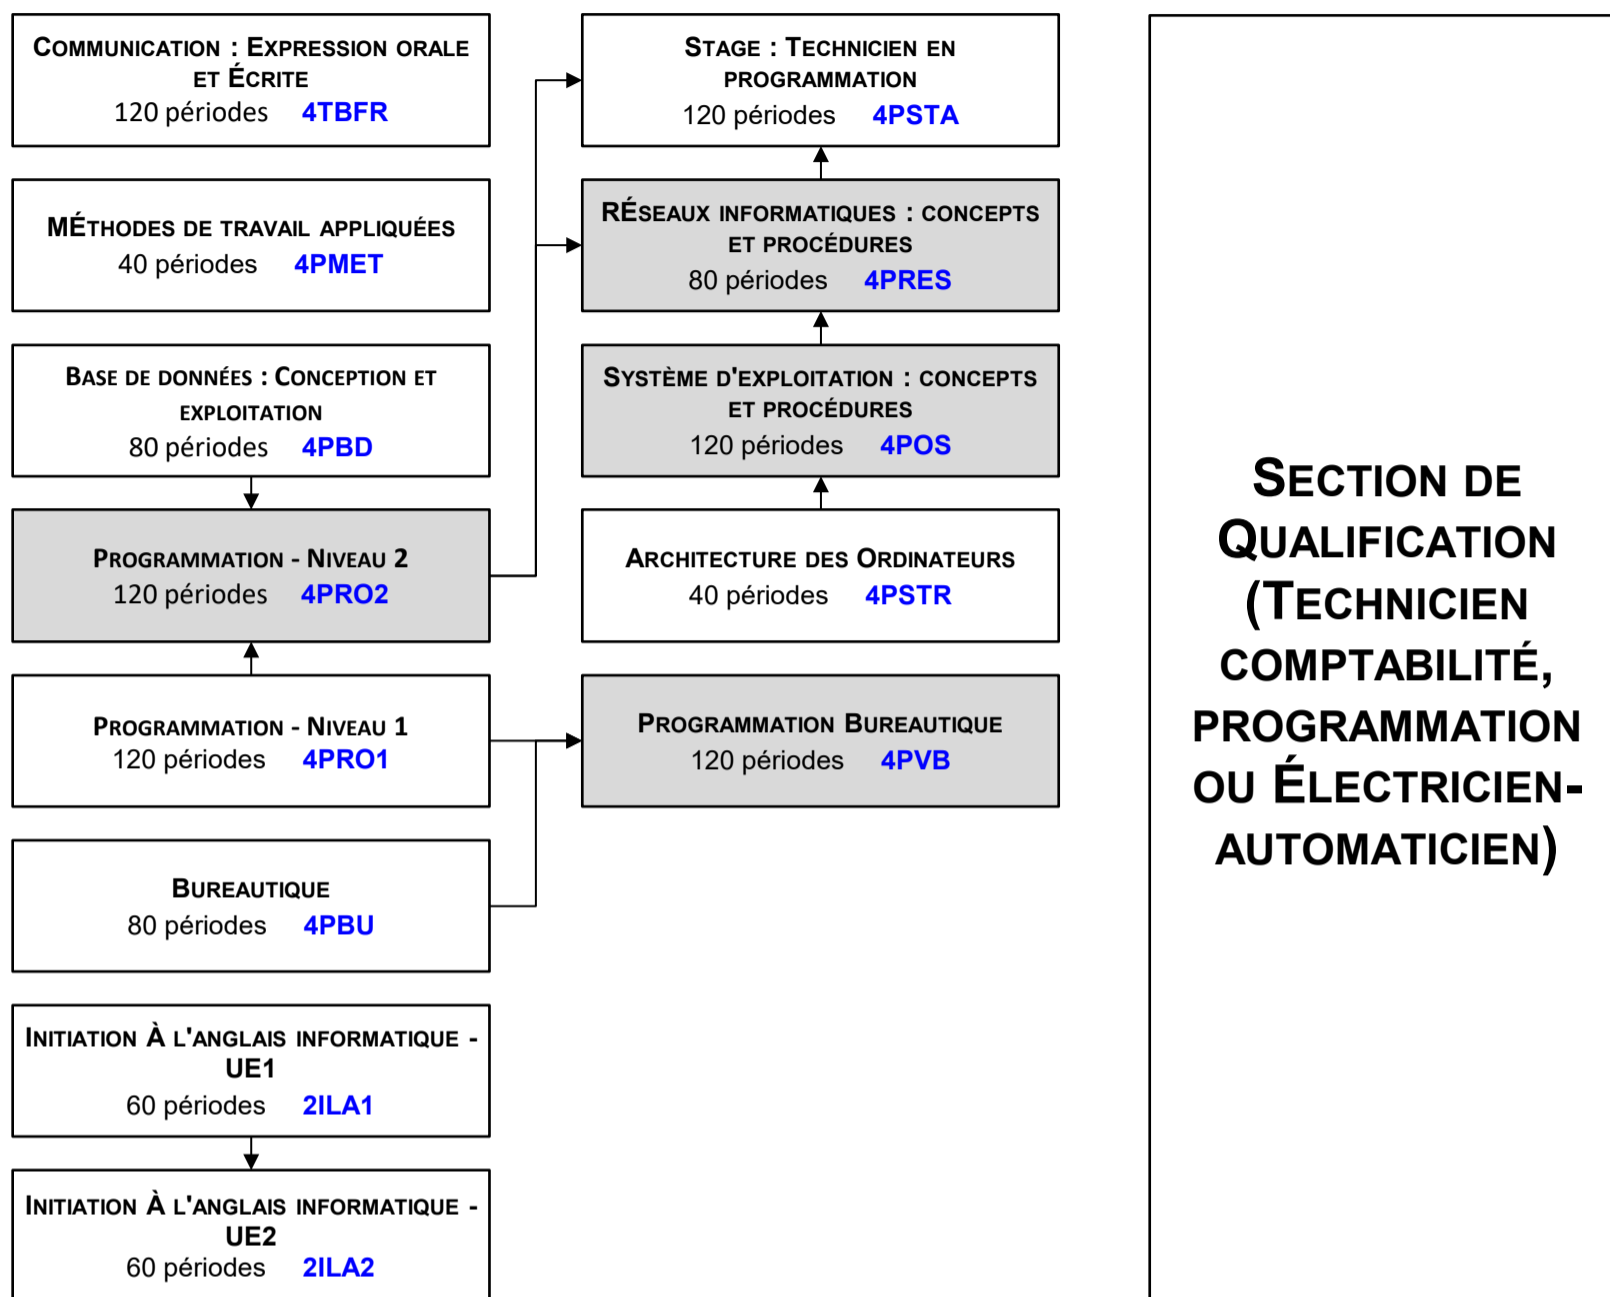 COMMUNICATION : EXPRESSION ORALE
ET ÉCRITE
120 périodes 4TBFR
MÉTHODES DE TRAVAIL APPLIQUÉES
40 périodes 4PMET
BASE DE DONNÉES : CONCEPTION ET
EXPLOITATION
80 périodes 4PBD
PROGRAMMATION - NIVEAU 2
120 périodes 4PRO2
PROGRAMMATION - NIVEAU 1
120 périodes 4PRO1
BUREAUTIQUE
80 périodes 4PBU
INITIATION À L'ANGLAIS INFORMATIQUE -
UE1
60 périodes 2ILA1
INITIATION À L'ANGLAIS INFORMATIQUE -
UE2
60 périodes 2ILA2
STAGE : TECHNICIEN EN
PROGRAMMATION
120 périodes 4PSTA
RÉSEAUX INFORMATIQUES : CONCEPTS
ET PROCÉDURES
80 périodes 4PRES
SYSTÈME D'EXPLOITATION : CONCEPTS
ET PROCÉDURES
120 périodes 4POS
ARCHITECTURE DES ORDINATEURS
40 périodes 4PSTR
PROGRAMMATION BUREAUTIQUE
120 périodes 4PVB
SECTION DE
QUALIFICATION
(TECHNICIEN
COMPTABILITÉ,
PROGRAMMATION
OU ÉLECTRICIEN-
AUTOMATICIEN)